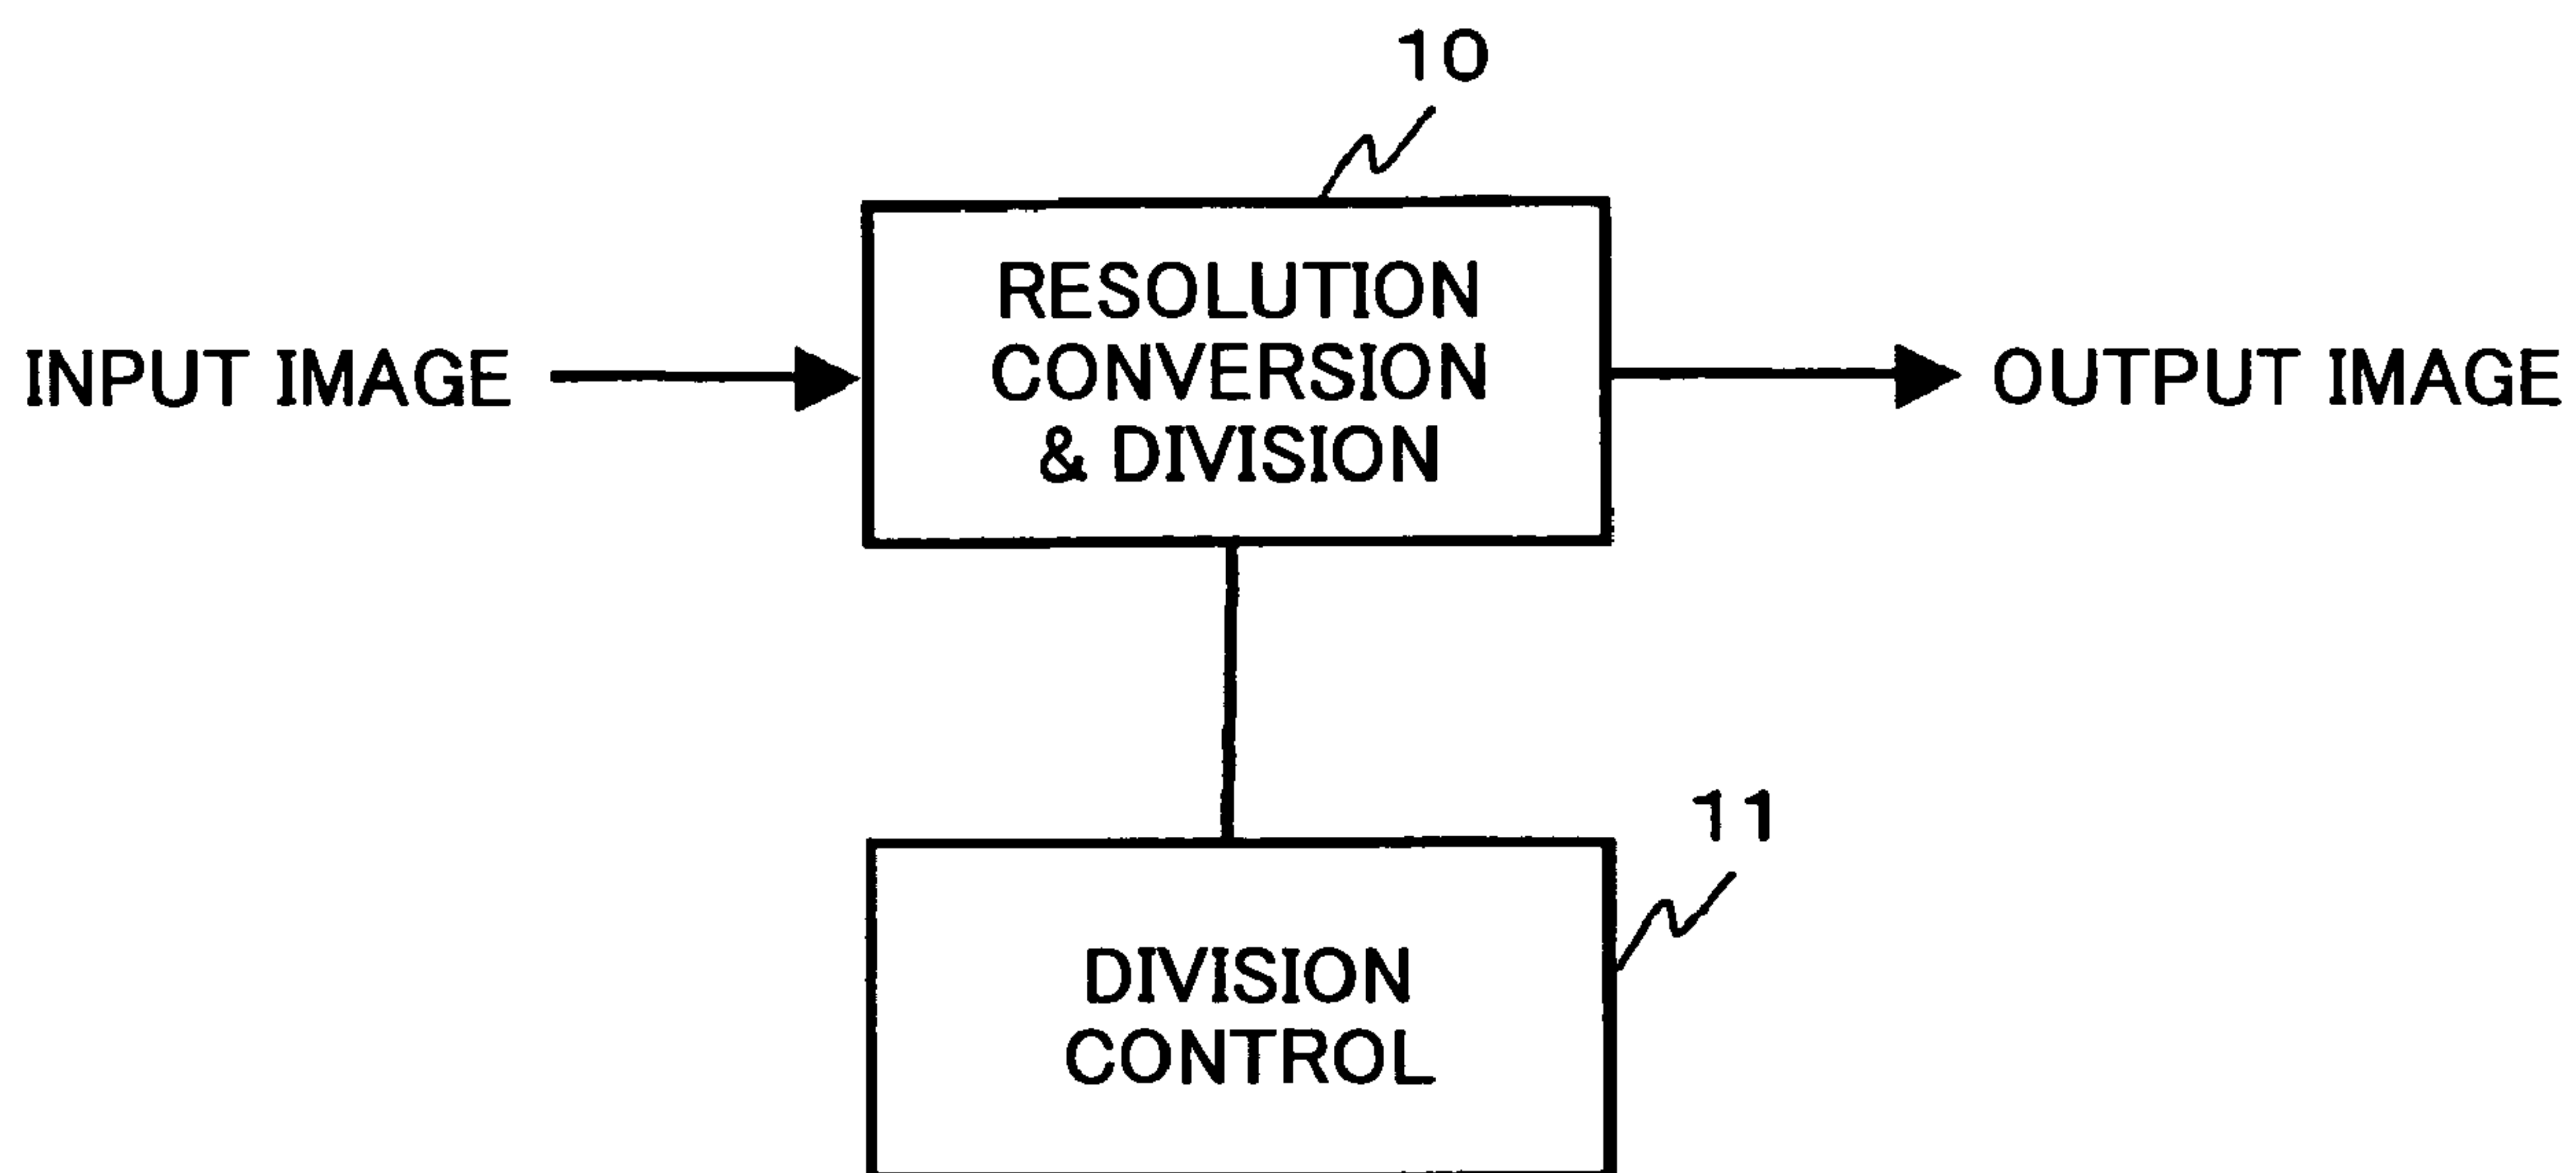 10
RESOLUTION
CONVERSION
& DIVISION
INPUT IMAGE
OUTPUT IMAGE
11
DIVISION
CONTROL